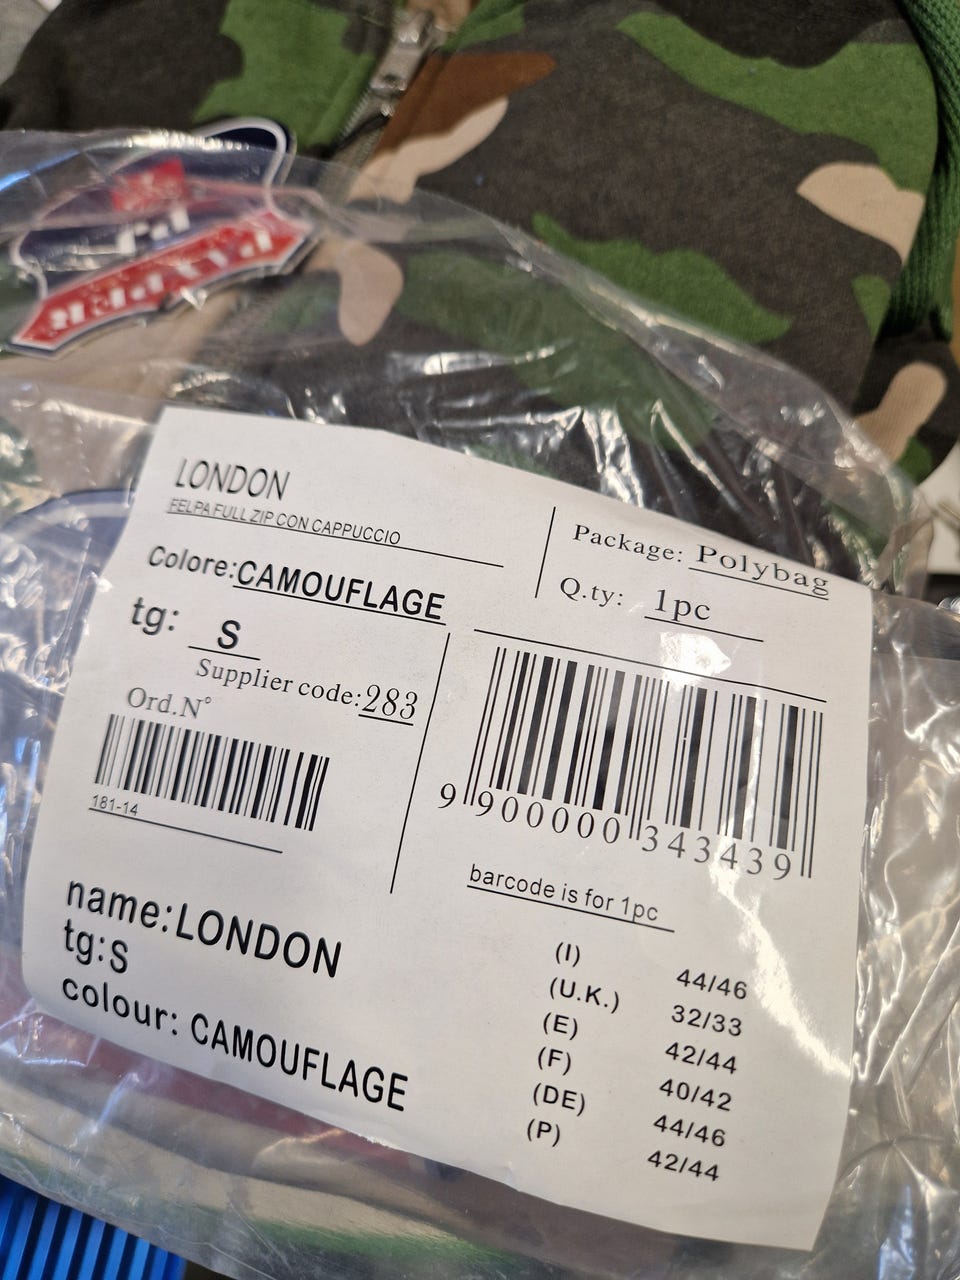 PAYPER
LONDON
FELPA FULL ZIP CON CAPPUCCIO
Colore:CAMOUFLAGE
tg: S
Supplier code:283
Ord.N°
181-14
Package: Polybag
Q.ty: 1pc
9 900000 343439
barcode is for 1pc
name:LONDON
tg:S
colour: CAMOUFLAGE
(I) 44/46
(U.K.) 32/33
(E) 42/44
(F) 40/42
(DE) 44/46
(P) 42/44